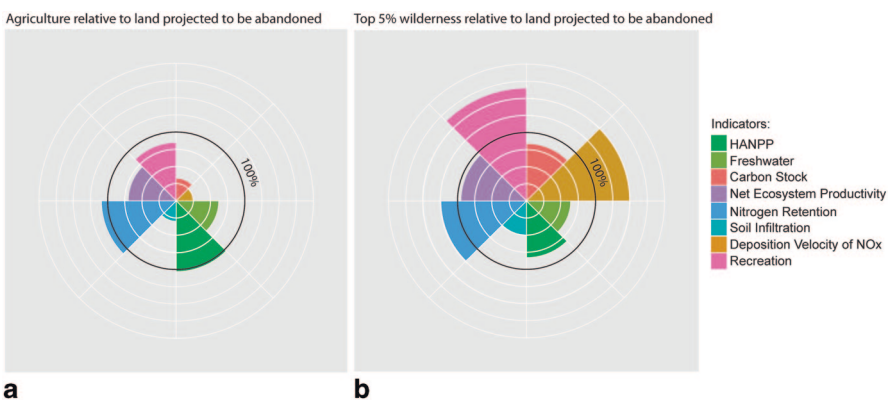 Agriculture relative to land projected to be abandoned
Top 5% wilderness relative to land projected to be abandoned
100%
100%
Indicators:
HANPP
Freshwater
Carbon Stock
Net Ecosystem Productivity
Nitrogen Retention
Soil Infiltration
Deposition Velocity of NOx
Recreation
a
b